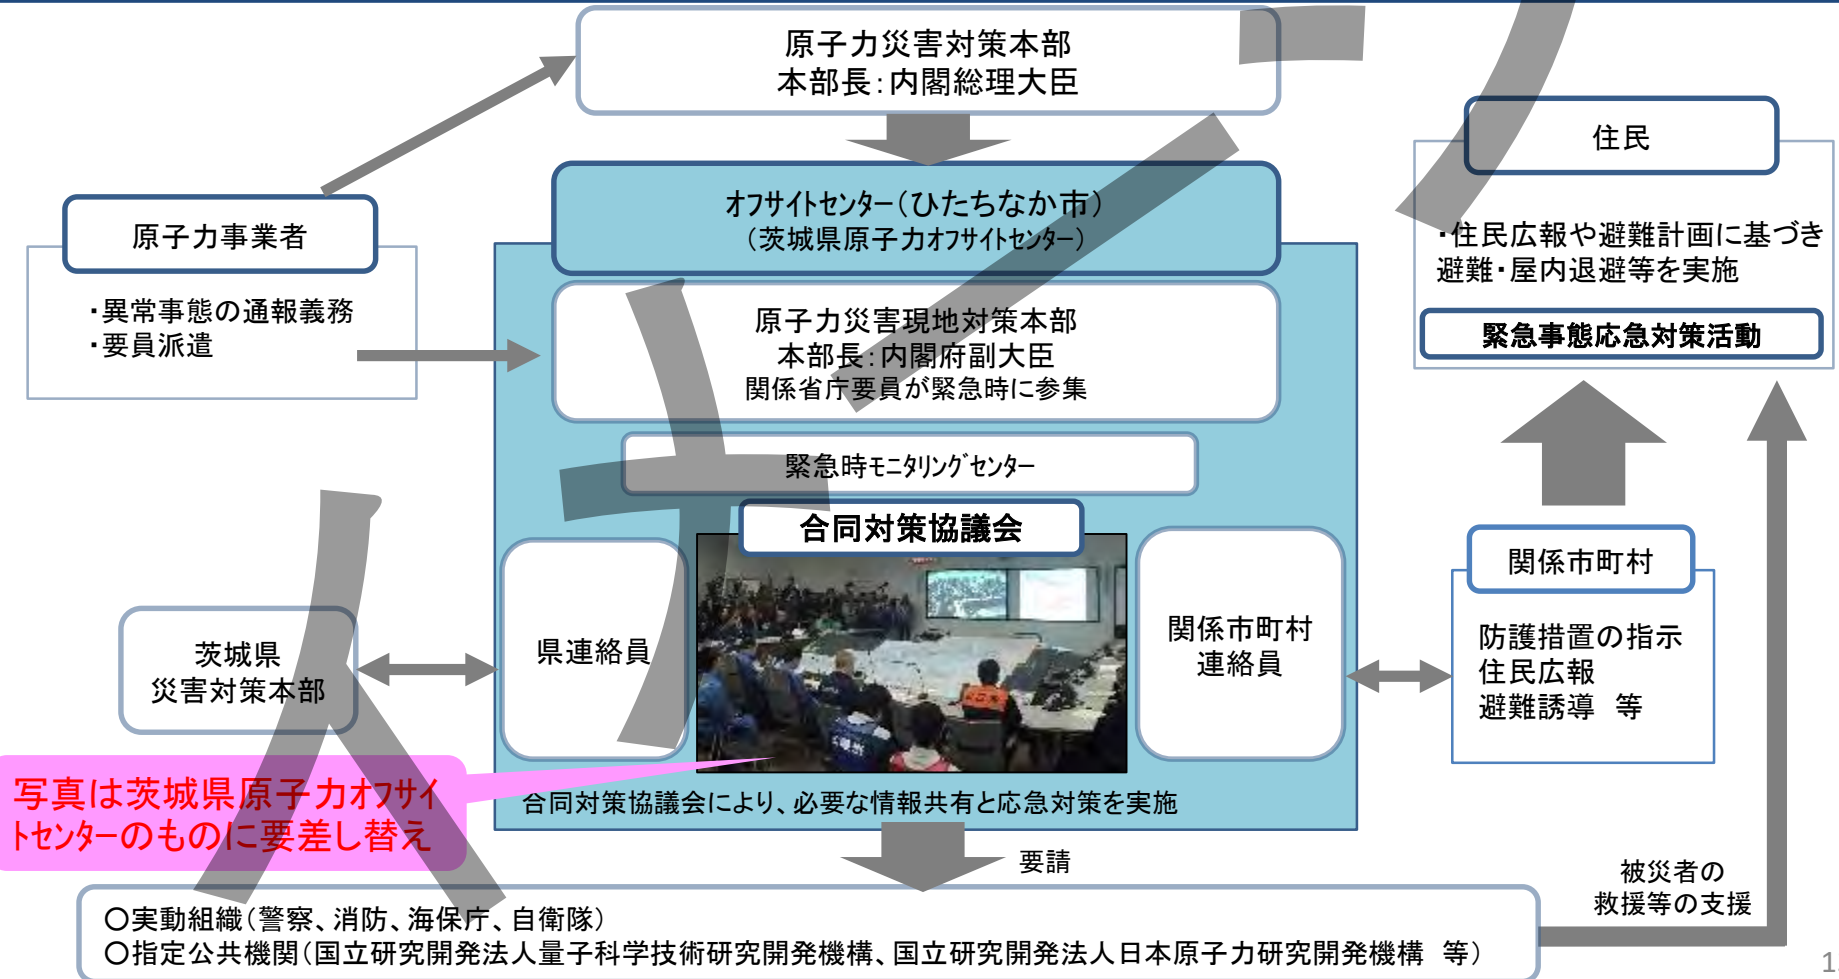 原子力災害対策本部
本部長：内閣総理大臣
住民
・住民広報や避難計画に基づき
避難・屋内退避等を実施
緊急事態応急対策活動
オフサイトセンター（ひたちなか市）
（茨城県原子力オフサイトセンター）
原子力事業者
・異常事態の通報義務
・要員派遣
原子力災害現地対策本部
本部長：内閣府副大臣
関係省庁要員が緊急時に参集
緊急時モニタリングセンター
合同対策協議会
県連絡員
関係市町村
連絡員
茨城県
災害対策本部
関係市町村
防護措置の指示
住民広報
避難誘導　等
写真は茨城県原子力オフサイ
トセンターのものに要差し替え
合同対策協議会により、必要な情報共有と応急対策を実施
要請
被災者の
救援等の支援
〇実動組織（警察、消防、海保庁、自衛隊）
〇指定公共機関（国立研究開発法人量子科学技術研究開発機構、国立研究開発法人日本原子力研究開発機構　等）